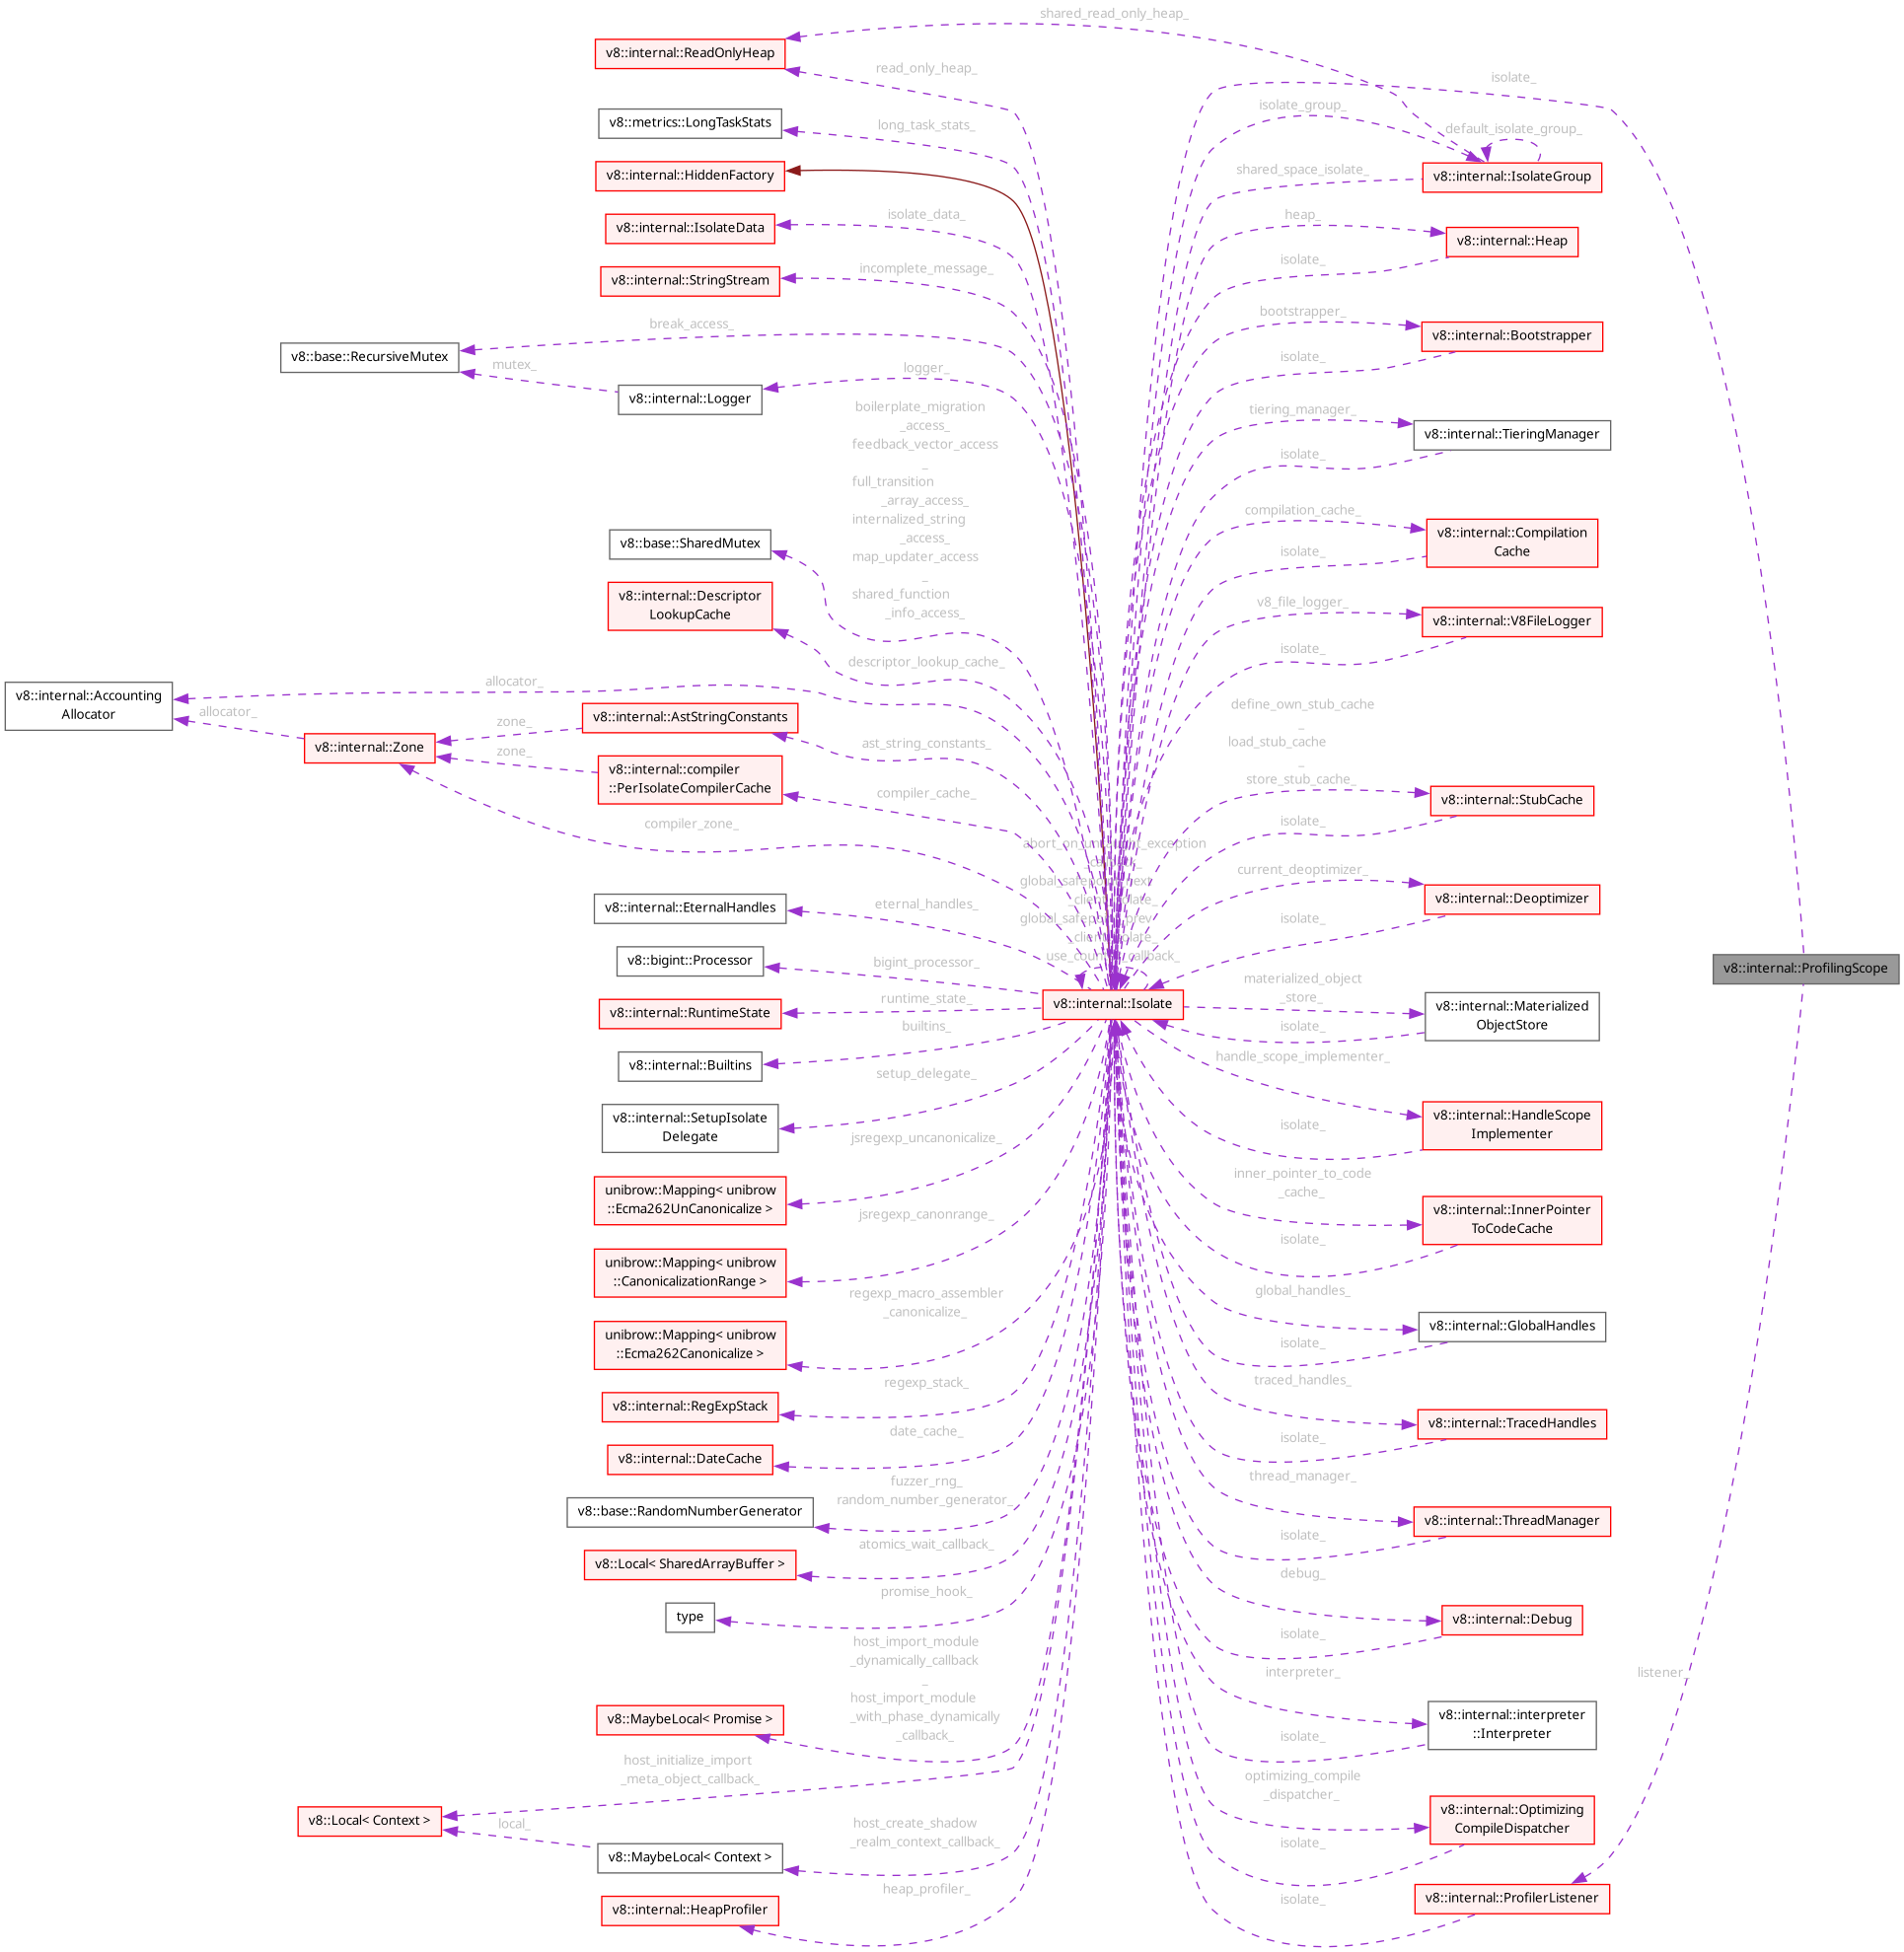 shared_read_only_heap_
v8::internal::ReadOnlyHeap
read_only_heap_
isolate_
isolate_group_
v8::metrics::LongTaskStats
long_task_stats_
default_isolate_group_
v8::internal::HiddenFactory
shared_space_isolate_
v8::internal::IsolateGroup
v8::internal::IsolateData
isolate_data_
heap_
v8::internal::Heap
v8::internal::StringStream
incomplete_message_
isolate_
v8::base::RecursiveMutex
break_access_
mutex_
bootstrapper_
v8::internal::Bootstrapper
isolate_
v8::internal::Logger
logger_
boilerplate_migration
_access_
feedback_vector_access
_
full_transition
_array_access_
internalized_string
_access_
map_updater_access
_
shared_function
_info_access_
tiering_manager_
v8::internal::TieringManager
isolate_
v8::base::SharedMutex
compilation_cache_
v8::internal::Compilation
Cache
isolate_
v8::internal::Descriptor
LookupCache
descriptor_lookup_cache_
v8_file_logger_
v8::internal::V8FileLogger
isolate_
v8::internal::Accounting
Allocator
allocator_
allocator_
v8::internal::Zone
zone_
zone_
v8::internal::AstStringConstants
ast_string_constants_
v8::internal::compiler
::PerIsolateCompilerCache
compiler_cache_
compiler_zone_
define_own_stub_cache
_
load_stub_cache
_
store_stub_cache_
v8::internal::StubCache
isolate_
global_safepoint_prev
use_counter_callback_
v8::internal::EternalHandles
eternal_handles_
current_deoptimizer_
v8::internal::Deoptimizer
isolate_
v8::bigint::Processor
bigint_processor_
v8::internal::ProfilingScope
v8::internal::RuntimeState
runtime_state_
v8::internal::Isolate
materialized_object
_store_
v8::internal::Materialized
ObjectStore
isolate_
v8::internal::Builtins
builtins_
handle_scope_implementer_
v8::internal::HandleScope
Implementer
isolate_
v8::internal::SetupIsolate
Delegate
setup_delegate_
jsregexp_uncanonicalize_
unibrow::Mapping< unibrow
::Ecma262UnCanonicalize >
inner_pointer_to_code
_cache_
v8::internal::InnerPointer
ToCodeCache
isolate_
unibrow::Mapping< unibrow
::CanonicalizationRange >
jsregexp_canonrange_
global_handles_
v8::internal::GlobalHandles
isolate_
unibrow::Mapping< unibrow
::Ecma262Canonicalize >
regexp_macro_assembler
_canonicalize_
traced_handles_
v8::internal::TracedHandles
isolate_
v8::internal::RegExpStack
regexp_stack_
v8::internal::DateCache
date_cache_
thread_manager_
v8::internal::ThreadManager
isolate_
v8::base::RandomNumberGenerator
fuzzer_rng_
random_number_generator_
v8::Local< SharedArrayBuffer >
atomics_wait_callback_
debug_
v8::internal::Debug
isolate_
type
promise_hook_
interpreter_
v8::internal::interpreter
::Interpreter
isolate_
listener_
v8::MaybeLocal< Promise >
host_import_module
_dynamically_callback
_
host_import_module
_with_phase_dynamically
_callback_
host_initialize_import
_meta_object_callback_
v8::Local< Context >
local_
v8::MaybeLocal< Context >
host_create_shadow
_realm_context_callback_
optimizing_compile
_dispatcher_
v8::internal::Optimizing
CompileDispatcher
isolate_
v8::internal::HeapProfiler
heap_profiler_
v8::internal::ProfilerListener
isolate_